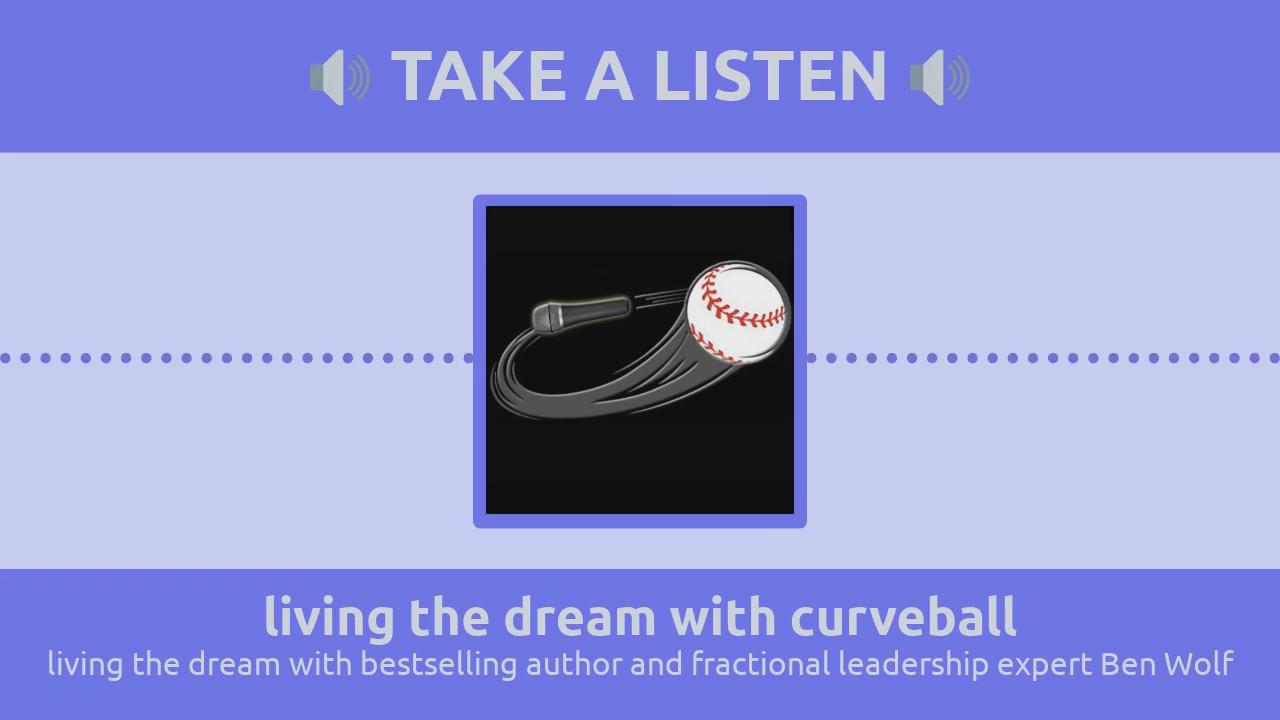 🔊 TAKE A LISTEN 🔊
living the dream with curveball
living the dream with bestselling author and fractional leadership expert Ben Wolf